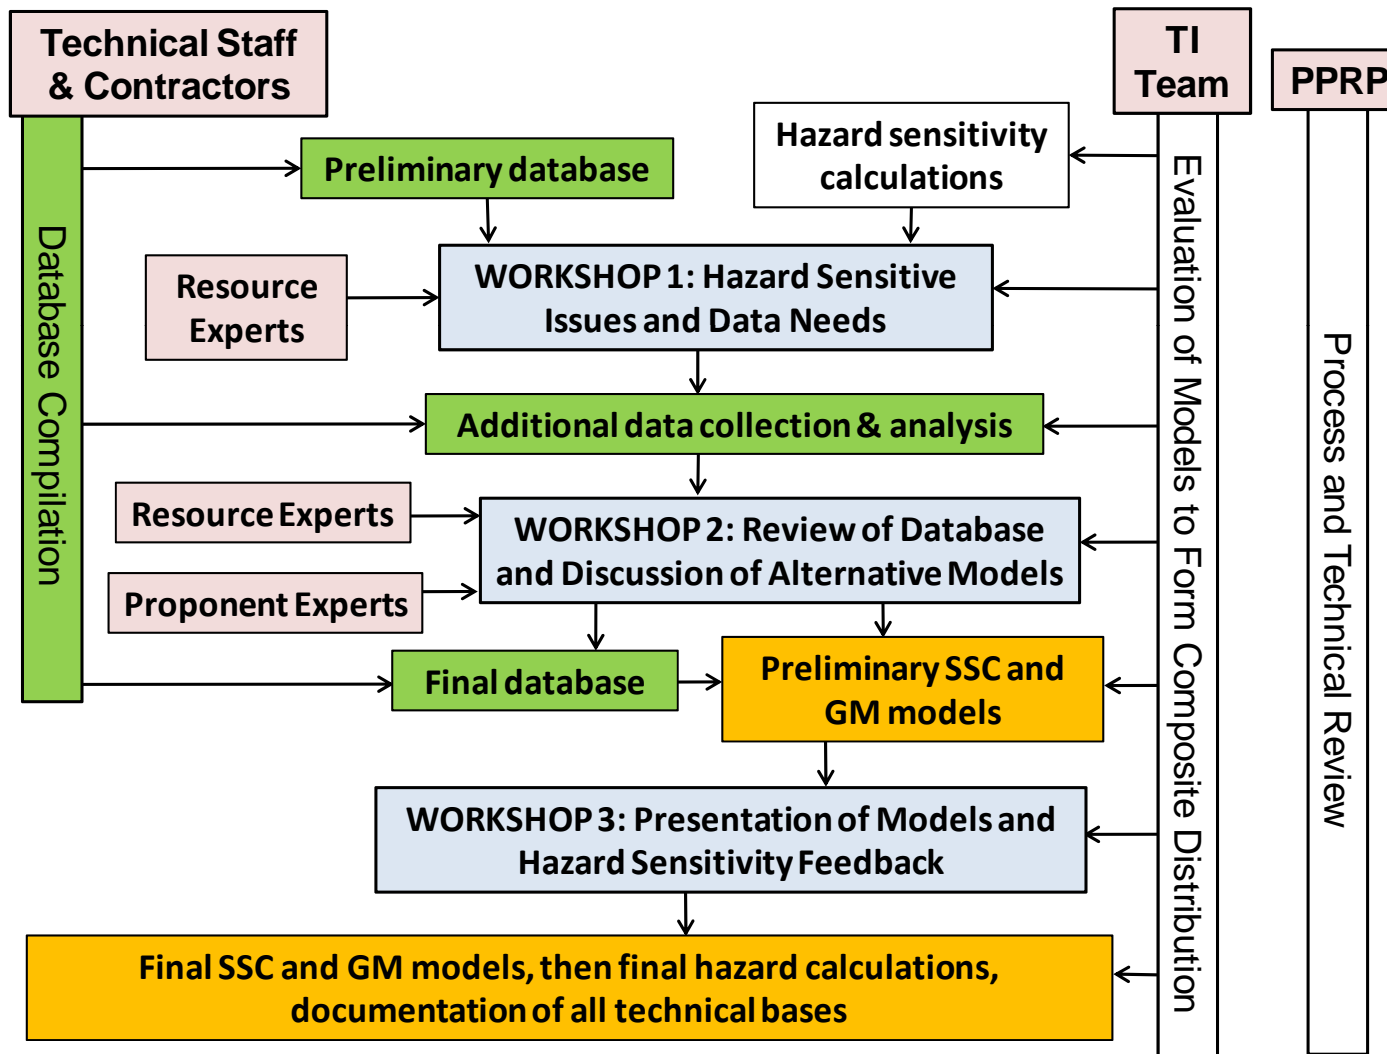 Technical Staff
& Contractors
TI
Team
PPRP
Database Compilation
Evaluation of Models to Form Composite Distribution
Process and Technical Review
Preliminary database
Hazard sensitivity
calculations
Resource
Experts
WORKSHOP 1: Hazard Sensitive
Issues and Data Needs
Additional data collection & analysis
Resource Experts
Proponent Experts
WORKSHOP 2: Review of Database
and Discussion of Alternative Models
Final database
Preliminary SSC and
GM models
WORKSHOP 3: Presentation of Models and
Hazard Sensitivity Feedback
Final SSC and GM models, then final hazard calculations,
documentation of all technical bases